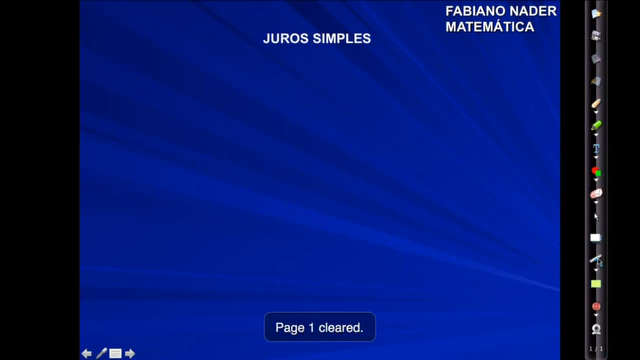 FABIANO NADER
MATEMÁTICA
JUROS SIMPLES
Page 1 cleared.
1 / 1